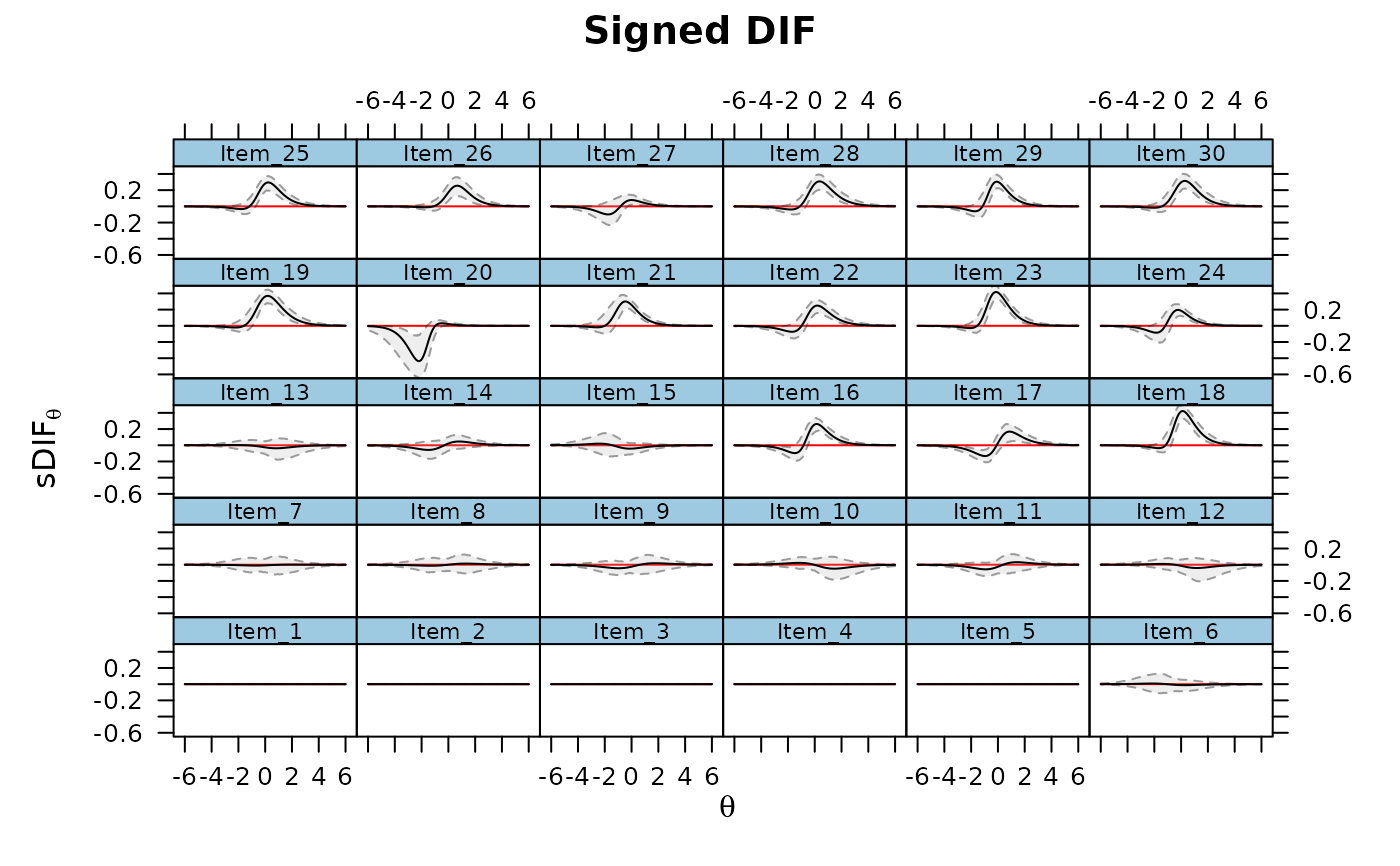 Signed DIF
-6 -4 -2 0 2 4 6 -6 -4 -2 0 2 4 6 -6 -4 -2 0 2 4 6
Item_25 Item_26 Item_27 Item_28 Item_29 Item_30
0.2
-0.2
-0.6
Item_19 Item_20 Item_21 Item_22 Item_23 Item_24
0.2
-0.2
-0.6
Item_13 Item_14 Item_15 Item_16 Item_17 Item_18
0.2
-0.2
-0.6
sDIFθ
Item_7 Item_8 Item_9 Item_10 Item_11 Item_12
0.2
-0.2
-0.6
Item_1 Item_2 Item_3 Item_4 Item_5 Item_6
0.2
-0.2
-0.6
-6 -4 -2 0 2 4 6 -6 -4 -2 0 2 4 6 -6 -4 -2 0 2 4 6
θ